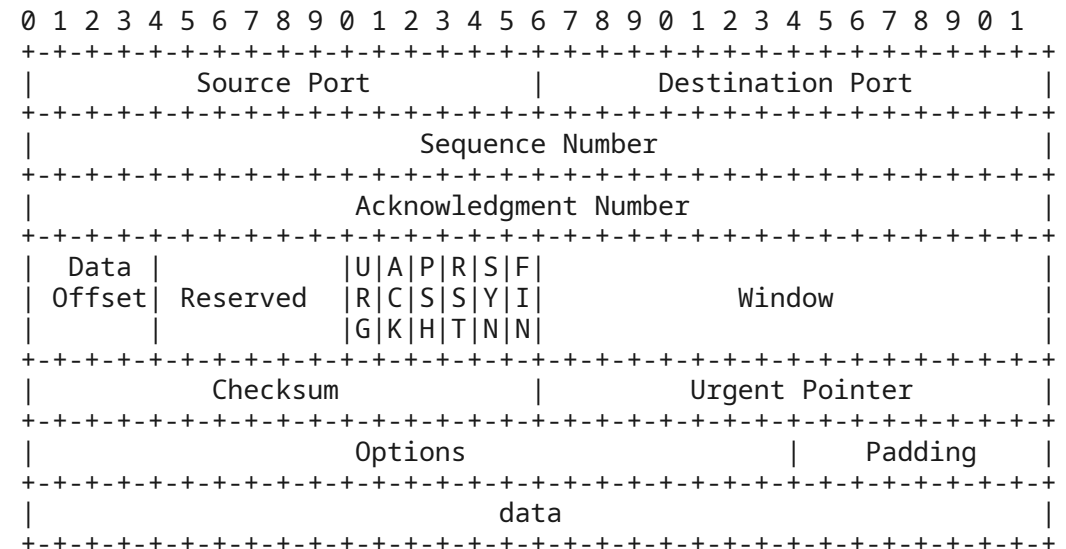 0 1 2 3 4 5 6 7 8 9 0 1 2 3 4 5 6 7 8 9 0 1 2 3 4 5 6 7 8 9 0 1
+-+-+-+-+-+-+-+-+-+-+-+-+-+-+-+-+-+-+-+-+-+-+-+-+-+-+-+-+-+-+-+-+
|          Source Port          |       Destination Port        |
+-+-+-+-+-+-+-+-+-+-+-+-+-+-+-+-+-+-+-+-+-+-+-+-+-+-+-+-+-+-+-+-+
|                        Sequence Number                        |
+-+-+-+-+-+-+-+-+-+-+-+-+-+-+-+-+-+-+-+-+-+-+-+-+-+-+-+-+-+-+-+-+
|                    Acknowledgment Number                      |
+-+-+-+-+-+-+-+-+-+-+-+-+-+-+-+-+-+-+-+-+-+-+-+-+-+-+-+-+-+-+-+-+
|  Data |           |U|A|P|R|S|F|                               |
| Offset| Reserved  |R|C|S|S|Y|I|            Window             |
|       |           |G|K|H|T|N|N|                               |
+-+-+-+-+-+-+-+-+-+-+-+-+-+-+-+-+-+-+-+-+-+-+-+-+-+-+-+-+-+-+-+-+
|           Checksum            |         Urgent Pointer        |
+-+-+-+-+-+-+-+-+-+-+-+-+-+-+-+-+-+-+-+-+-+-+-+-+-+-+-+-+-+-+-+-+
|                    Options                    |    Padding    |
+-+-+-+-+-+-+-+-+-+-+-+-+-+-+-+-+-+-+-+-+-+-+-+-+-+-+-+-+-+-+-+-+
|                             data                              |
+-+-+-+-+-+-+-+-+-+-+-+-+-+-+-+-+-+-+-+-+-+-+-+-+-+-+-+-+-+-+-+-+